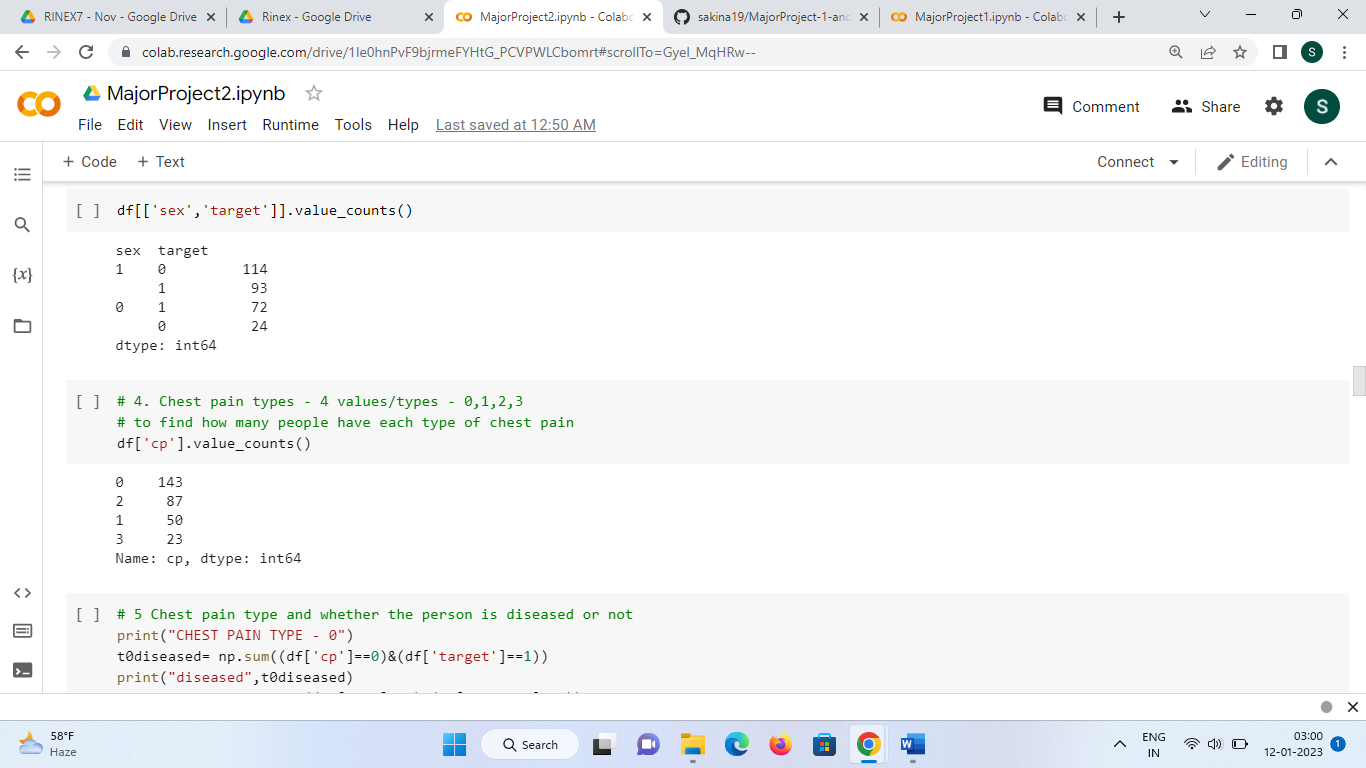 RINEX7 - Nov - Google Drive
Rinex - Google Drive
MajorProject2.ipynb - Colabo
sakina19/MajorProject-1-and
MajorProject1.ipynb - Colabo
colab.research.google.com/drive/1Ie0hnPvF9bjrmeFYHtG_PCVPWLCbomrt#scrollTo=Gyel_MqHRw--
S
MajorProject2.ipynb
Comment
Share
S
File Edit View Insert Runtime Tools Help Last saved at 12:50 AM
+ Code + Text
Connect
Editing
{x}
[ ] df[['sex','target']].value_counts()
sex target
1 0 114
1 93
0 1 72
0 24
dtype: int64
[ ] # 4. Chest pain types - 4 values/types - 0,1,2,3
# to find how many people have each type of chest pain
df['cp'].value_counts()
0 143
2 87
1 50
3 23
Name: cp, dtype: int64
[ ] # 5 Chest pain type and whether the person is diseased or not
print("CHEST PAIN TYPE - 0")
t0diseased= np.sum((df['cp']==0)&(df['target']==1))
print("diseased",t0diseased)
58°F
Haze
Search
ENG
IN
03:00
12-01-2023
1